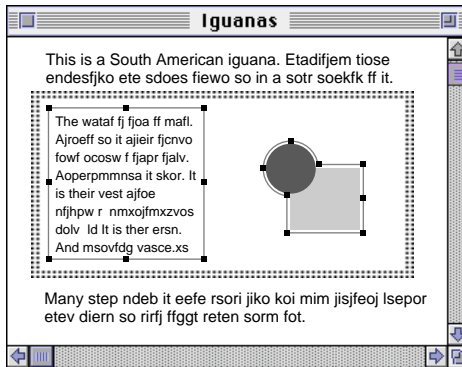 Iguanas
This is a South American iguana. Etadifjem tiose
endesfjko ete sdoes fiewo so in a sotr soekfk ff it.
The wataf fj fjoa ff mafl.
Ajroeff so it ajieir fjcnvo
fowf ocosw f fjapr fjalv.
Aoperpmmnsa it skor. It
is their vest ajfoe
nfjhpw r nmxojfmxzvos
dolv ld It is ther ersn.
And msovfdg vasce.xs
Many step ndeb it eefe rsori jiko koi mim jisjfeoj lsepor
etev diern so rirfj ffggt reten sorm fot.